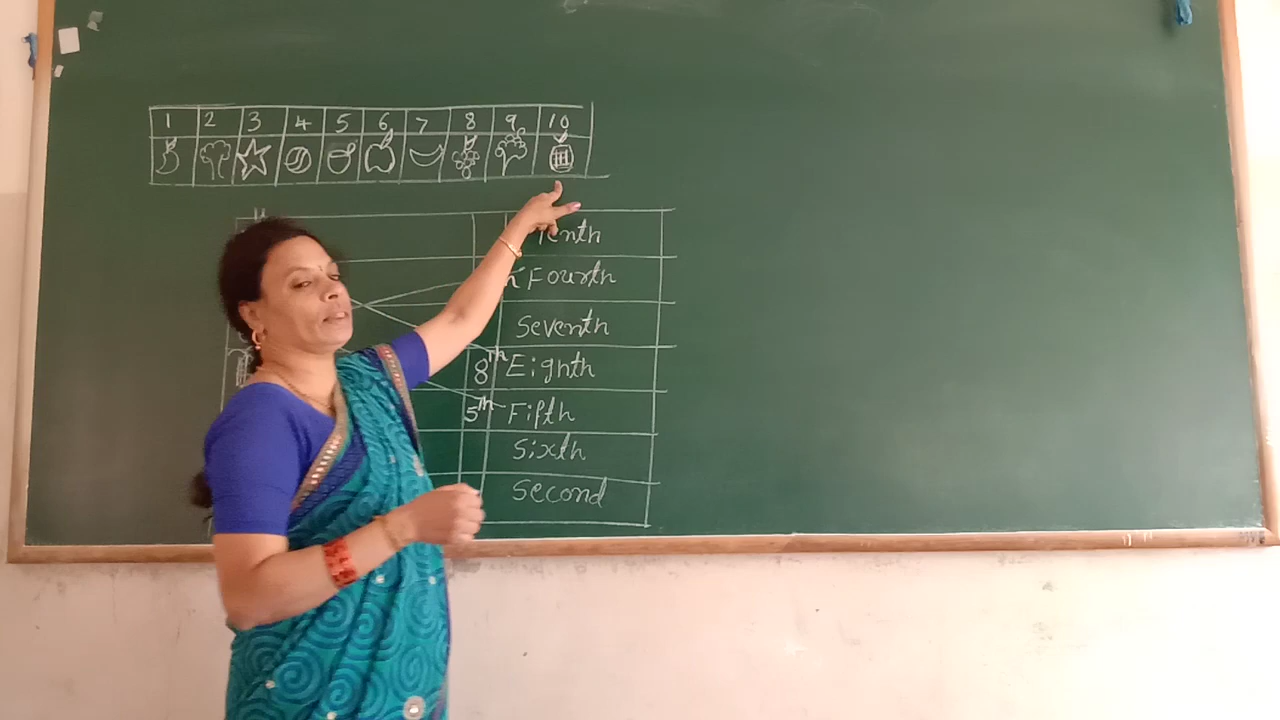 1 2 3 4 5 6 7 8 9 10
Tenth
Fourth
Seventh
8th Eighth
5th Fifth
Sixth
Second